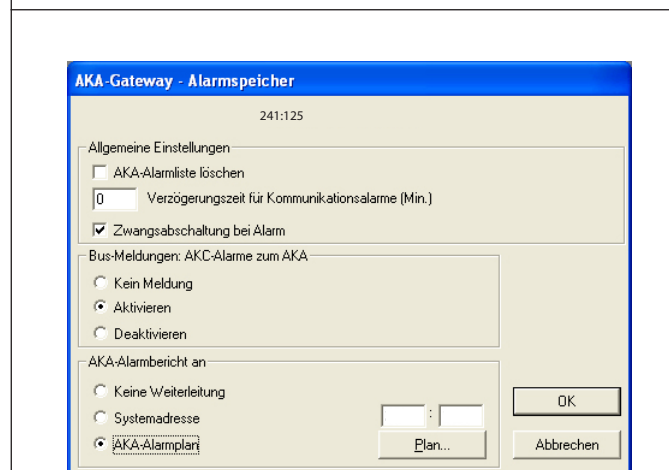 AKA-Gateway - Alarmspeicher
241:125
Allgemeine Einstellungen
AKA-Alarmliste löschen
0 Verzögerungszeit für Kommunikationsalarme (Min.)
Zwangsabschaltung bei Alarm
Bus-Meldungen: AKC-Alarme zum AKA
Kein Meldung
Aktivieren
Deaktivieren
AKA-Alarmbericht an
Keine Weiterleitung
Systemadresse
:
AKA-Alarmplan
Plan...
OK
Abbrechen